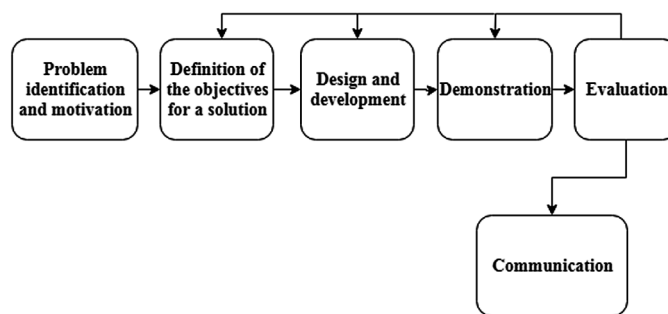 Problem
identification
and motivation
Definition of
the objectives
for a solution
Design and
development
Demonstration
Evaluation
Communication